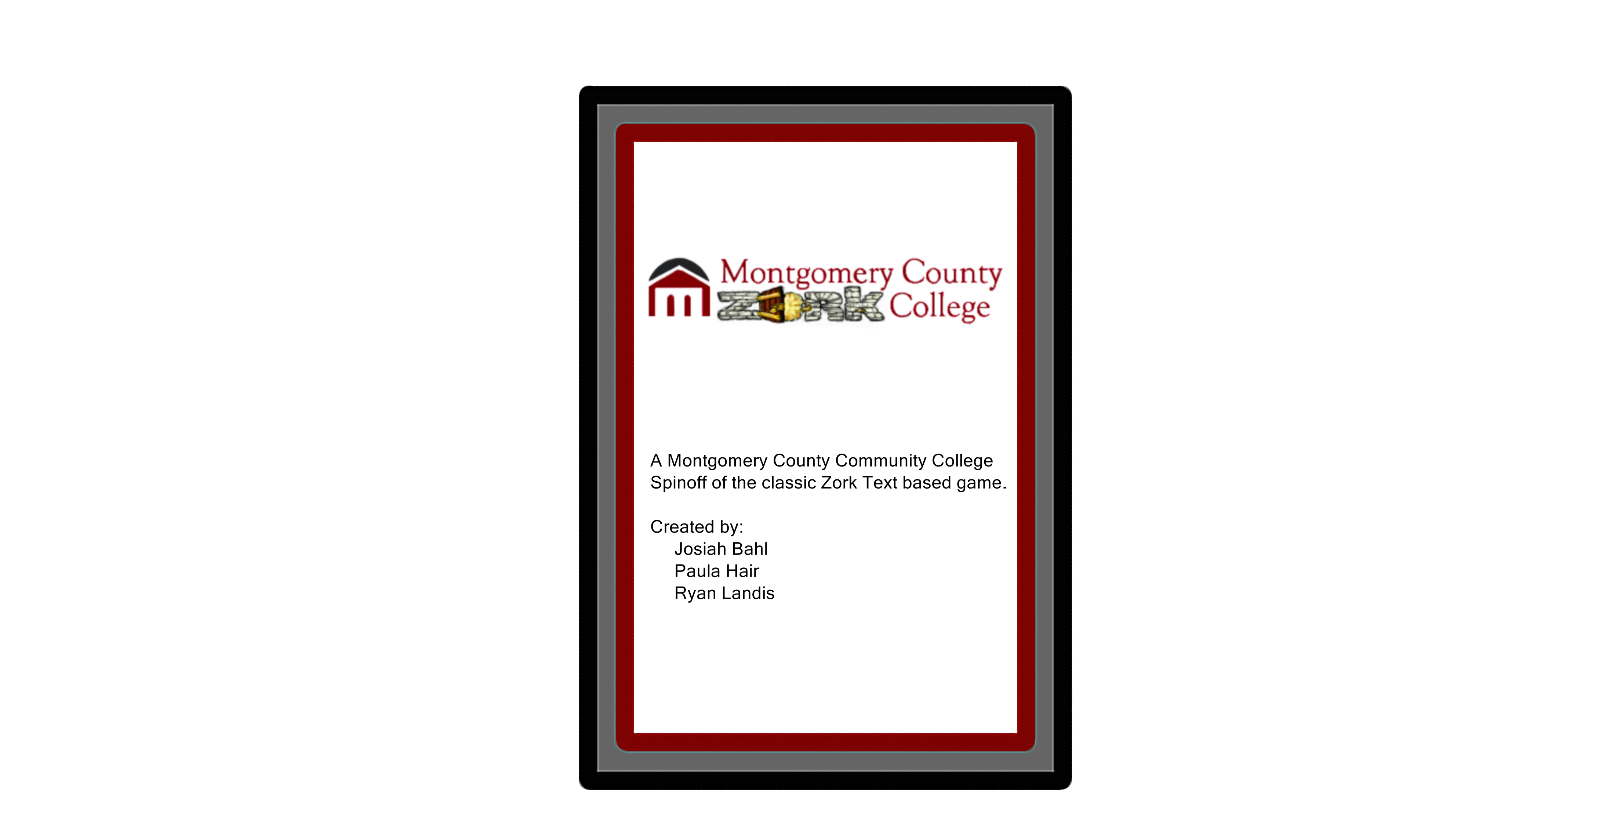 Montgomery County
Zork College
A Montgomery County Community College
Spinoff of the classic Zork Text based game.
Created by:
Josiah Bahl
Paula Hair
Ryan Landis